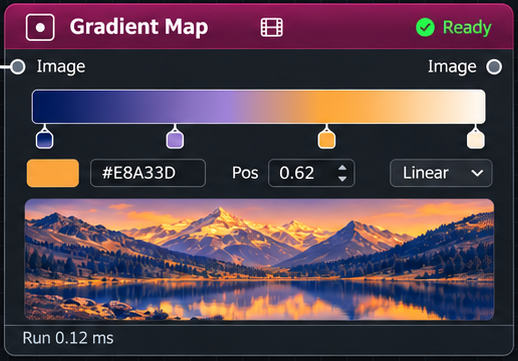 Gradient Map
Ready
Image Image
#E8A33D Pos 0.62 Linear
Run 0.12 ms